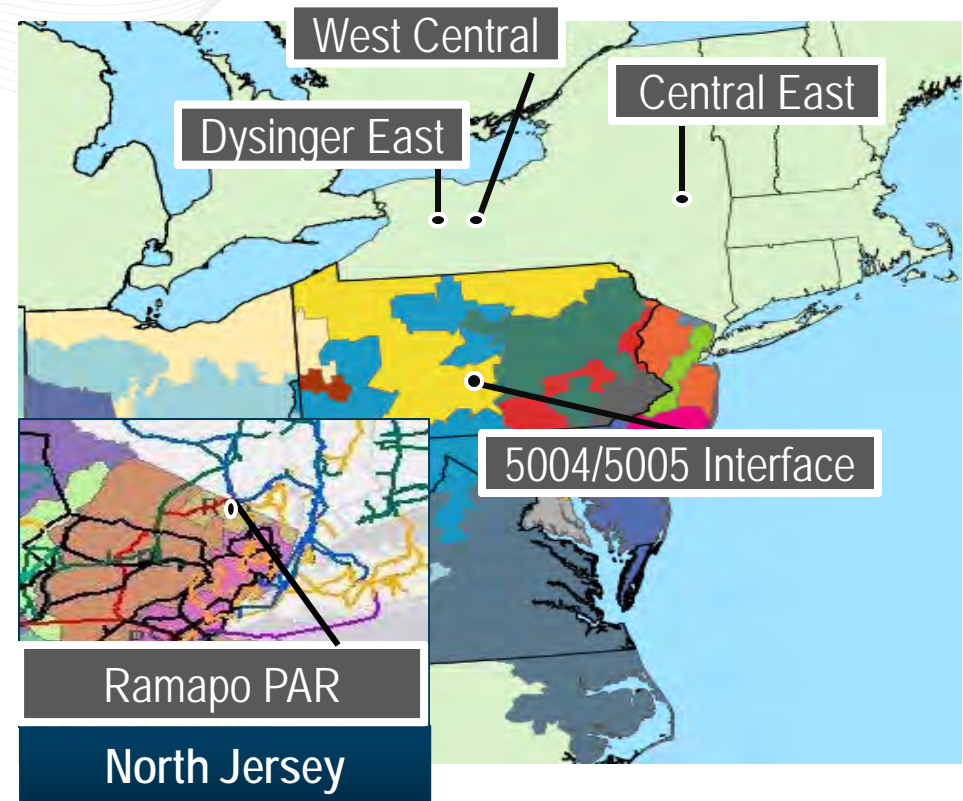 West Central
Central East
Dysinger East
5004/5005 Interface
Ramapo PAR
North Jersey